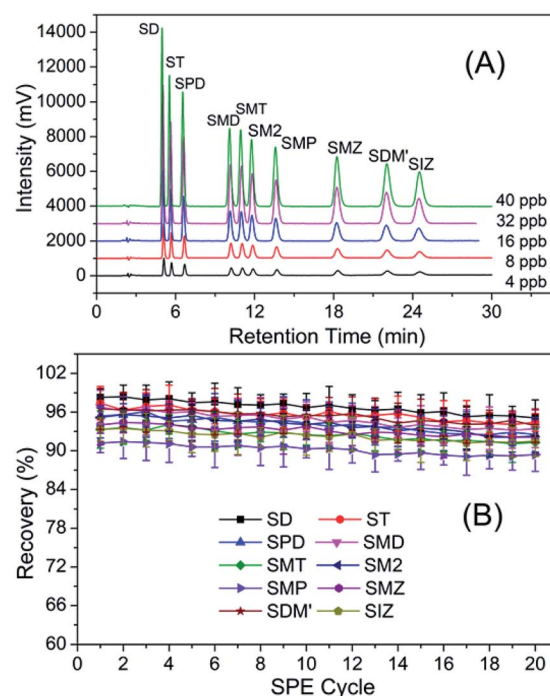 14000
12000
10000
8000
6000
4000
2000
0
Intensity (mV)
SD
ST
SPD
SMD
SMT
SM2
SMP
SMZ
SDM'
SIZ
(A)
40 ppb
32 ppb
16 ppb
8 ppb
4 ppb
0 6 12 18 24 30
Retention Time (min)
102
96
90
84
78
72
66
60
Recovery (%)
(B)
SD ST
SPD SMD
SMT SM2
SMP SMZ
SDM' SIZ
0 2 4 6 8 10 12 14 16 18 20
SPE Cycle